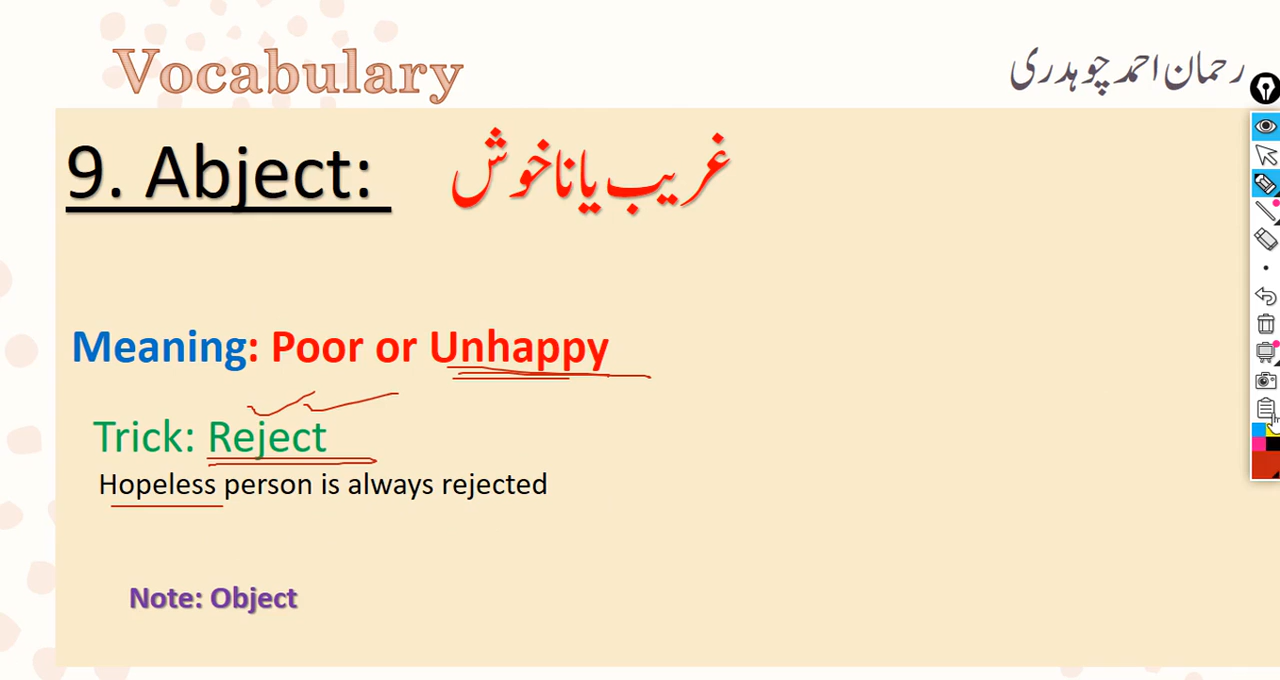 Vocabulary
رحمان احمد چوہدری
9. Abject:
غریب یا ناخوش
Meaning: Poor or Unhappy
Trick: Reject
Hopeless person is always rejected
Note: Object